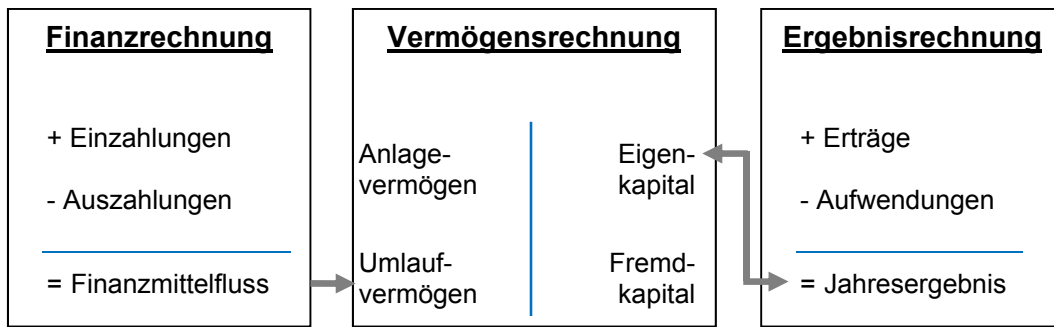 Finanzrechnung
+ Einzahlungen
- Auszahlungen
= Finanzmittelfluss
Vermögensrechnung
Anlage-
vermögen
Umlauf-
vermögen
Eigen-
kapital
Fremd-
kapital
Ergebnisrechnung
+ Erträge
- Aufwendungen
= Jahresergebnis